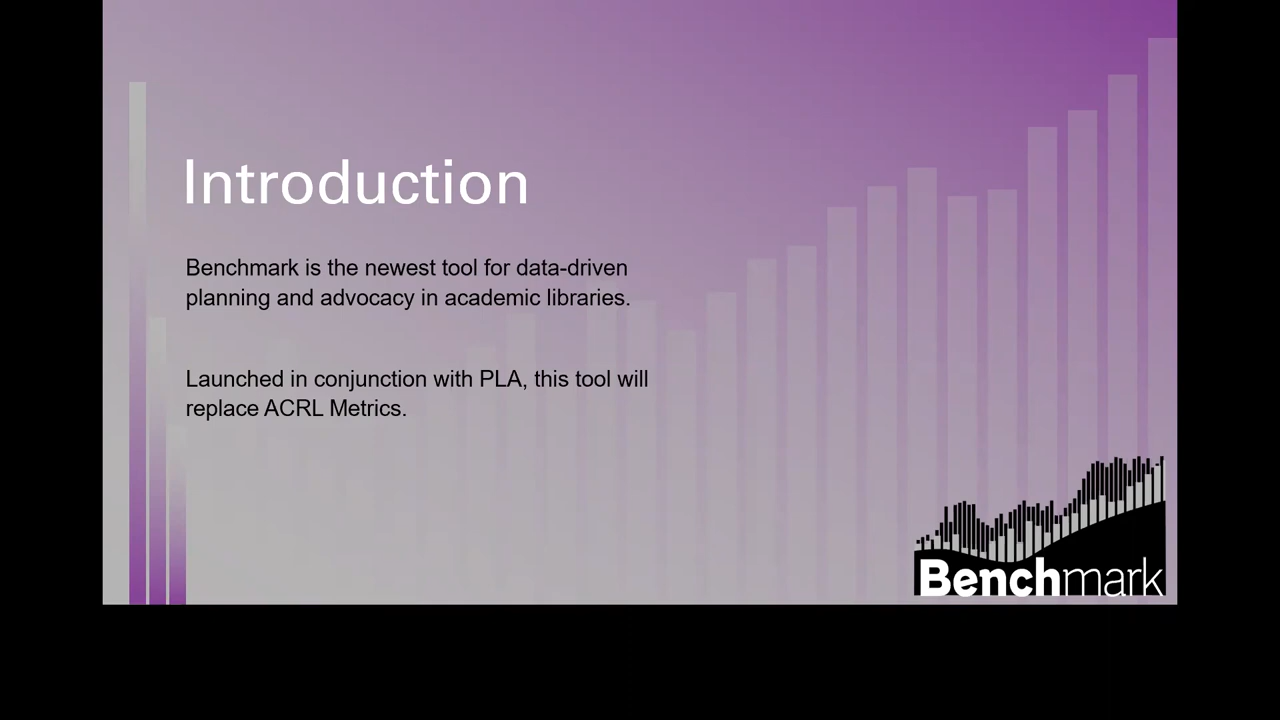 Introduction
Benchmark is the newest tool for data-driven
planning and advocacy in academic libraries.
Launched in conjunction with PLA, this tool will
replace ACRL Metrics.
Benchmark